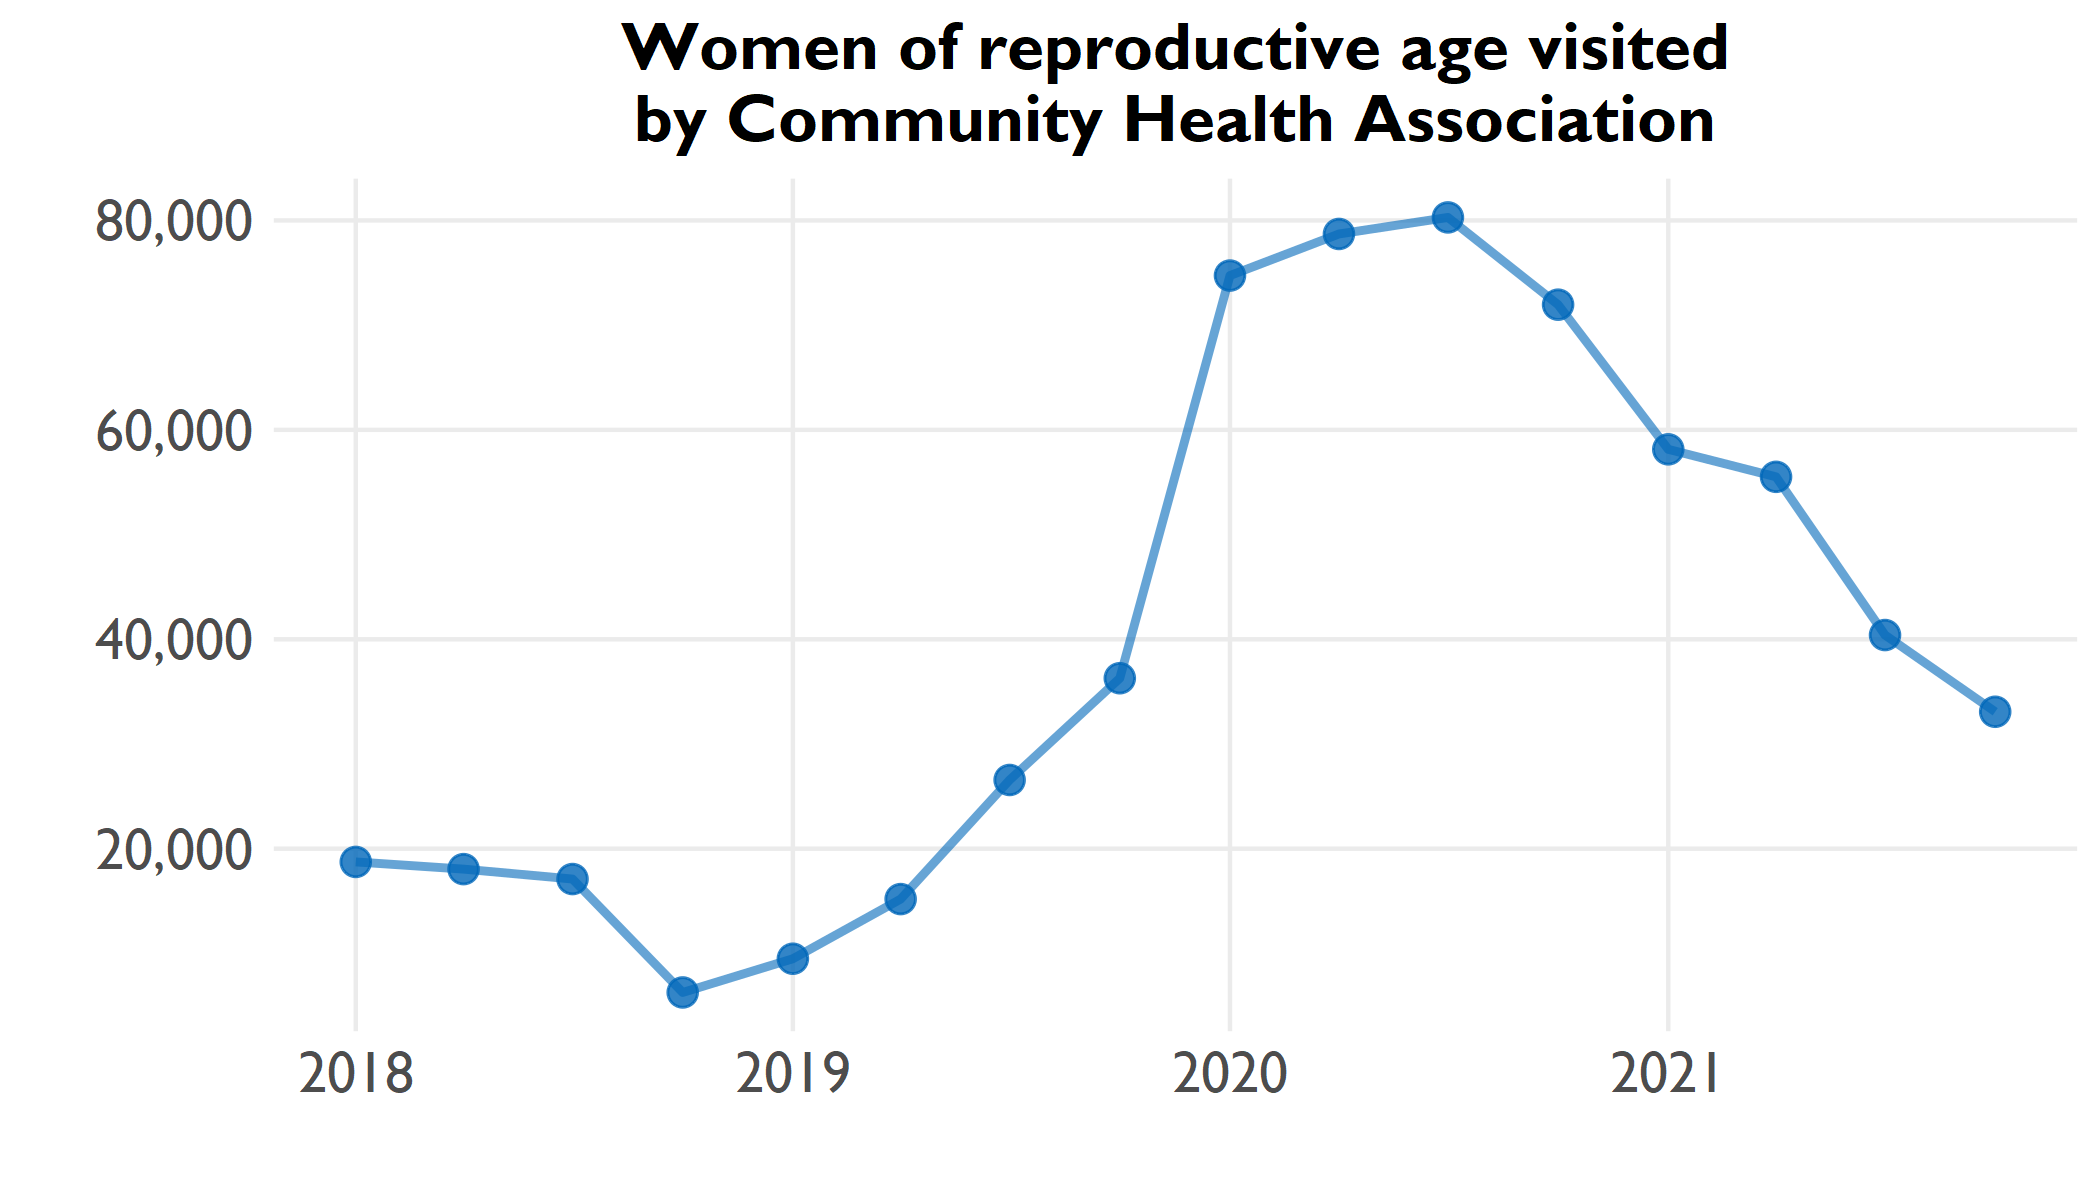 Women of reproductive age visited
by Community Health Association
80,000
60,000
40,000
20,000
2018 2019 2020 2021